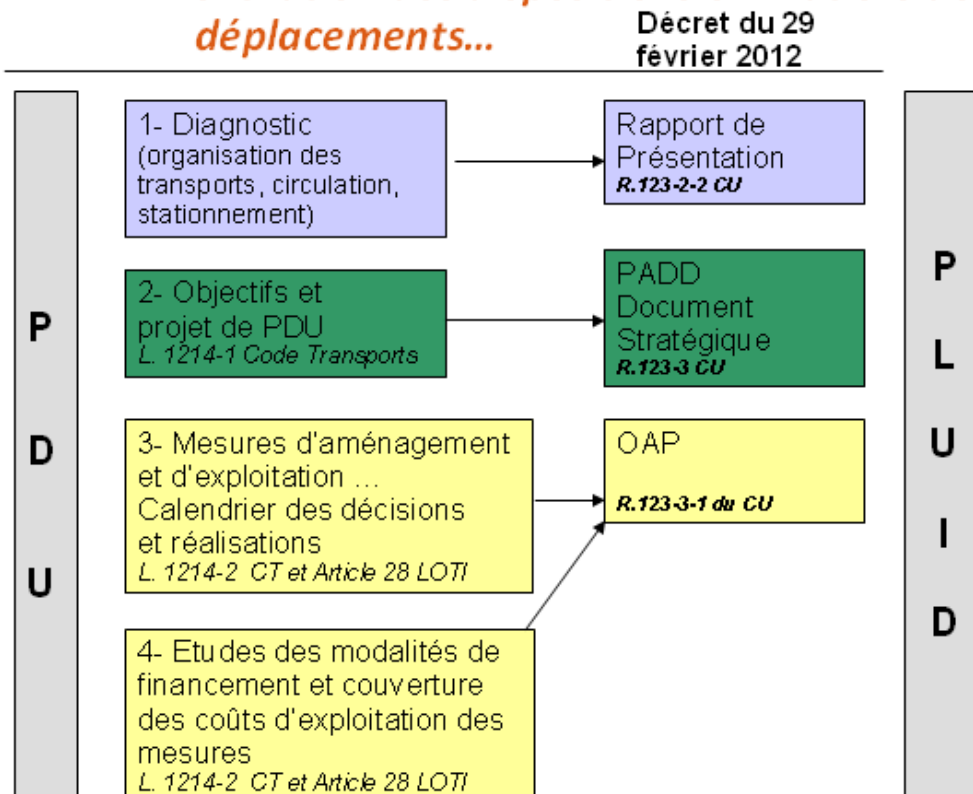 déplacements...
Décret du 29
février 2012
P
D
U
1- Diagnostic
(organisation des
transports, circulation,
stationnement)
Rapport de
Présentation
R.123-2-2 CU
2- Objectifs et
projet de PDU
L. 1214-1 Code Transports
PADD
Document
Stratégique
R.123-3 CU
3- Mesures d'aménagement
et d'exploitation ...
Calendrier des décisions
et réalisations
L. 1214-2 CT et Article 28 LOTI
OAP
R.123-3-1 du CU
4- Etudes des modalités de
financement et couverture
des coûts d'exploitation des
mesures
L. 1214-2 CT et Article 28 LOTI
P
L
U
I
D